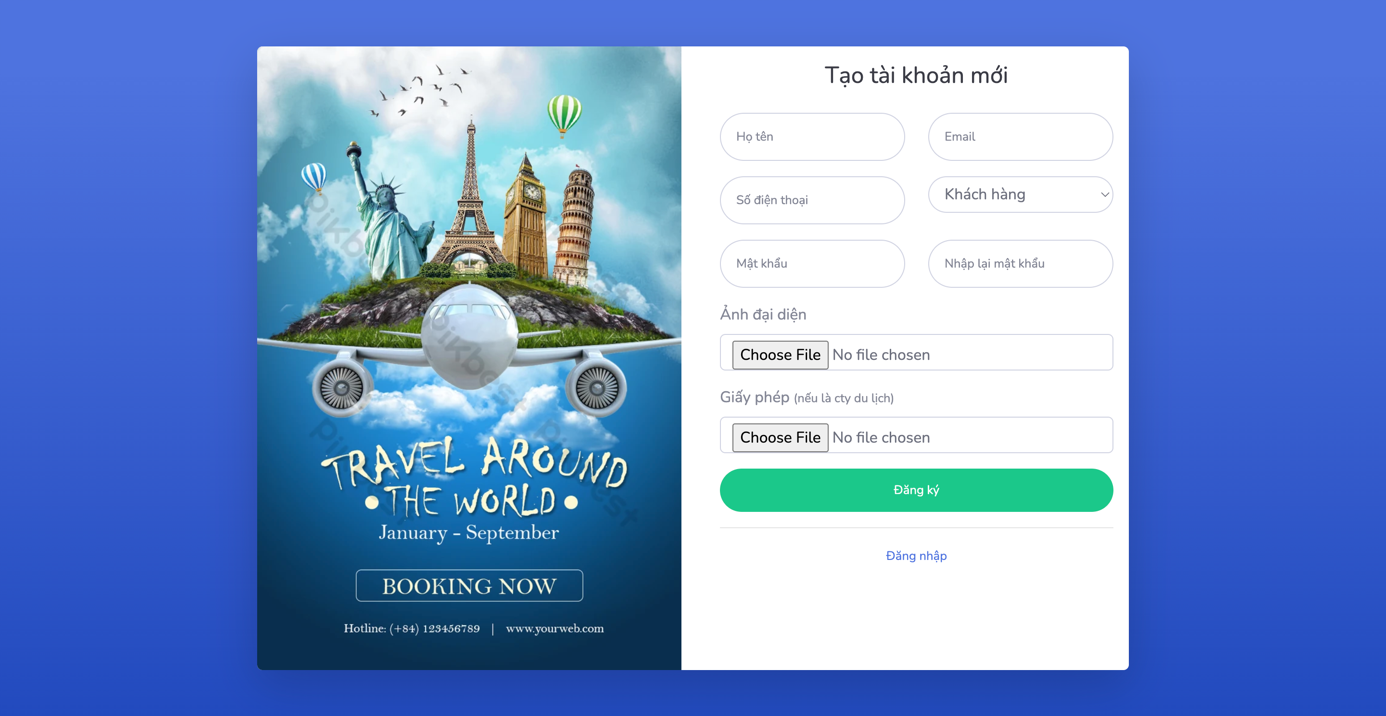 TRAVEL AROUND
THE WORLD
January - September
BOOKING NOW
Hotline: (+84) 123456789 | www.yourweb.com
Tạo tài khoản mới
Họ tên
Email
Số điện thoại
Khách hàng
Mật khẩu
Nhập lại mật khẩu
Ảnh đại diện
Choose File No file chosen
Giấy phép (nếu là cty du lịch)
Choose File No file chosen
Đăng ký
Đăng nhập